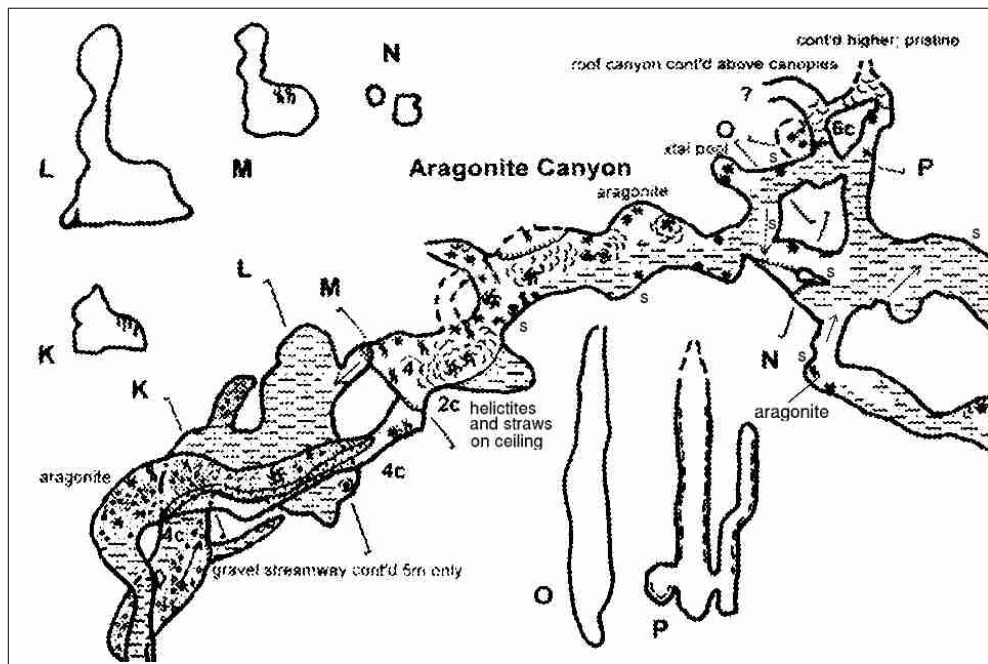 cont'd higher; pristine
roof canyon cont'd above canopies
N
?
O
6c
xtal pool
S
L
M
Aragonite Canyon
P
aragonite
S
S
L
M
S
S
K
N
S
K
4
2c
helictites
and straws
on ceiling
aragonite
aragonite
4c
4c
gravel streamway cont'd 5m only
O
P